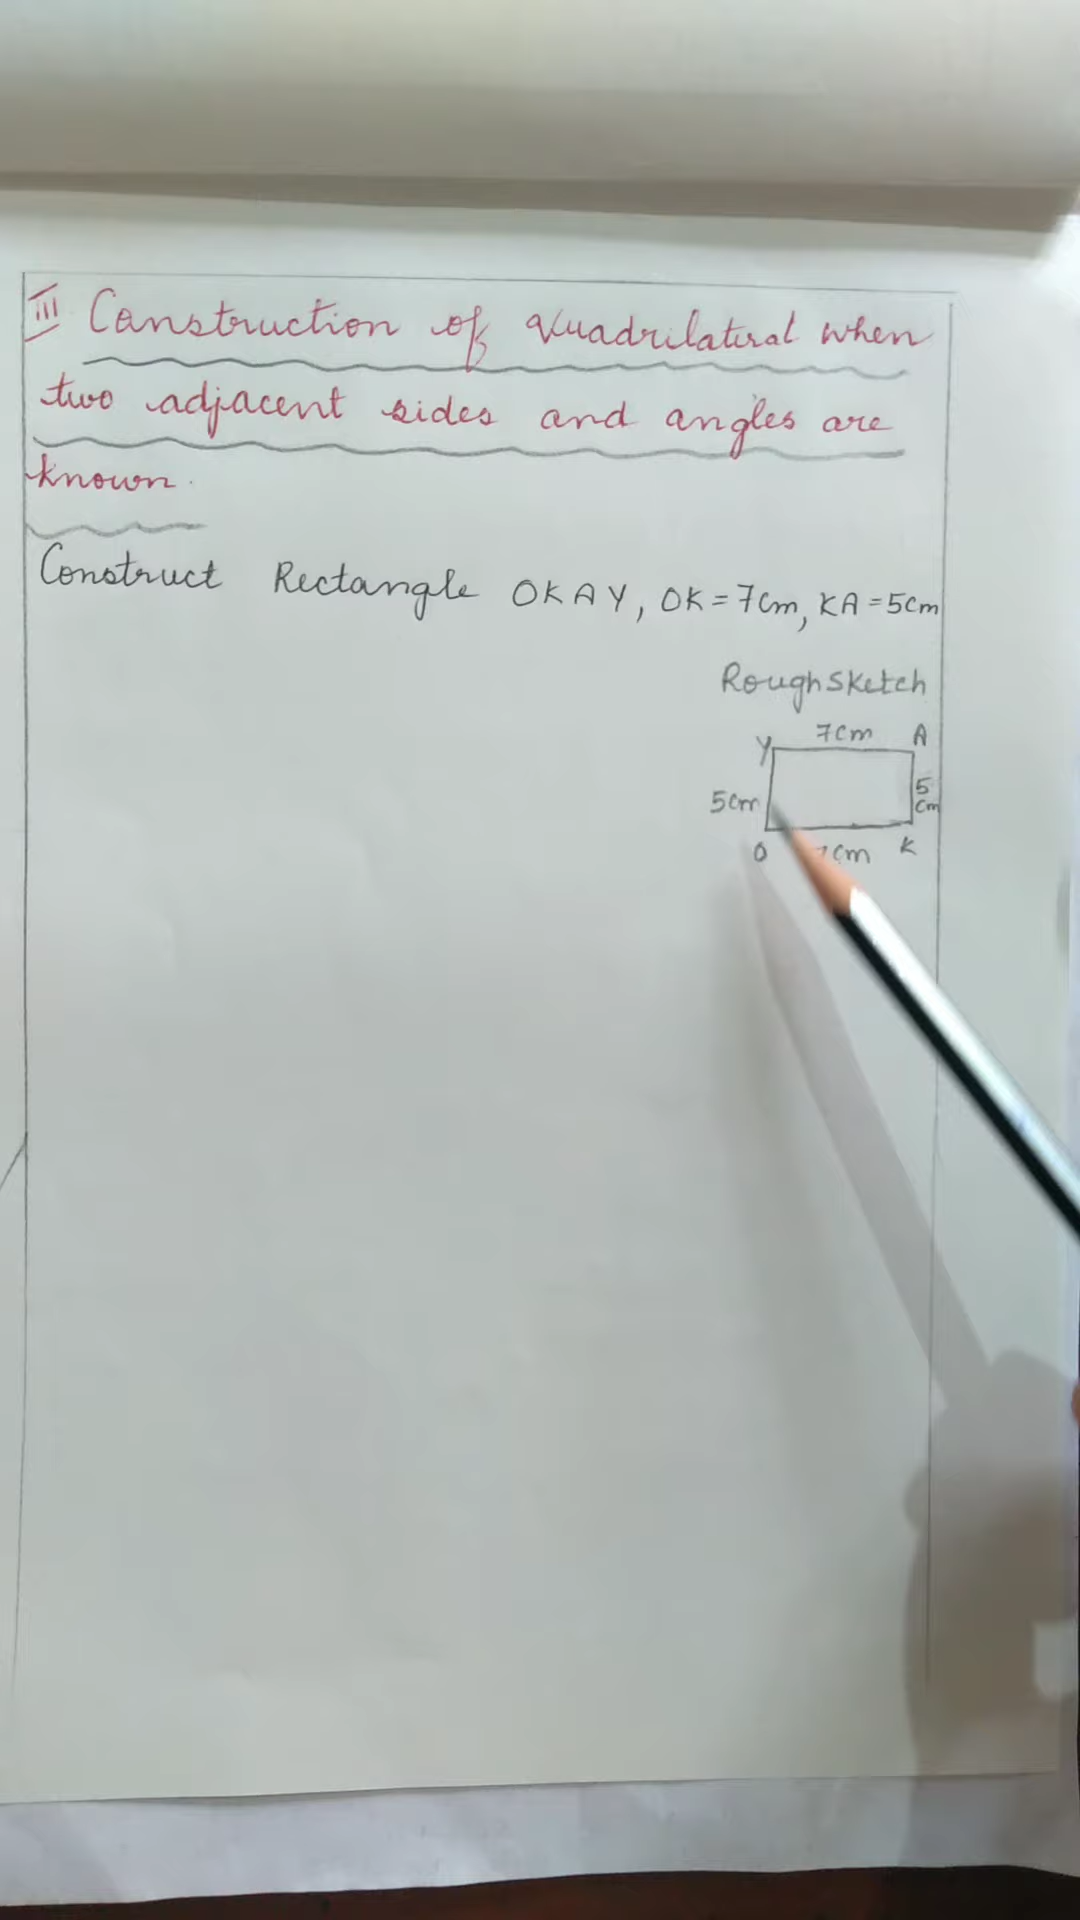 III Construction of Quadrilateral when
two adjacent sides and angles are
known.
Construct Rectangle OKAY, OK = 7cm, KA = 5cm
Rough Sketch
7cm A
Y
5cm 5
cm
O cm K